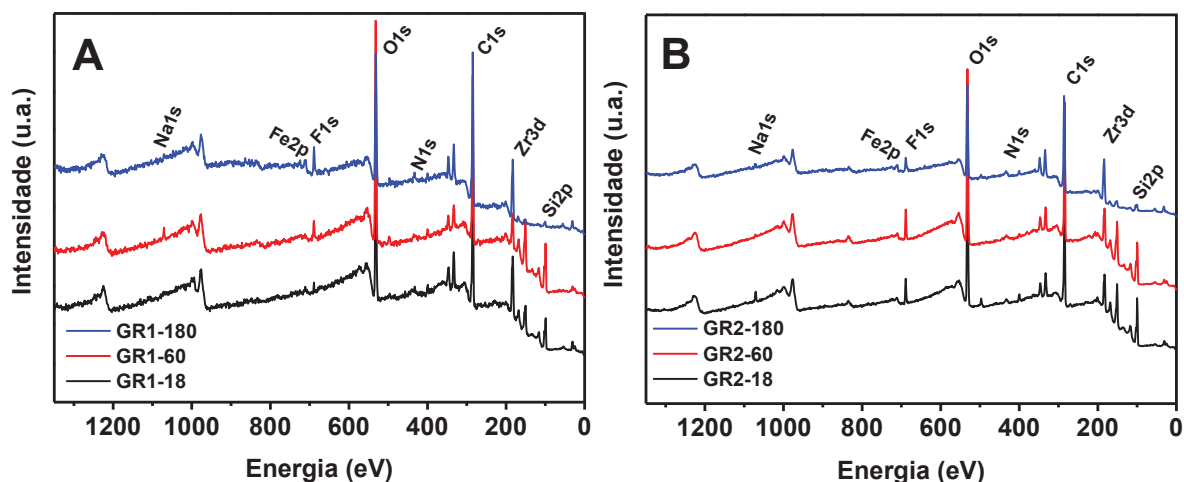 A
Intensidade (u.a.)
Na1s
Fe2p
F1s
O1s
N1s
C1s
Zr3d
Si2p
GR1-180
GR1-60
GR1-18
1200 1000 800 600 400 200 0
Energia (eV)
B
Intensidade (u.a.)
Na1s
Fe2p
F1s
O1s
N1s
C1s
Zr3d
Si2p
GR2-180
GR2-60
GR2-18
1200 1000 800 600 400 200 0
Energia (eV)